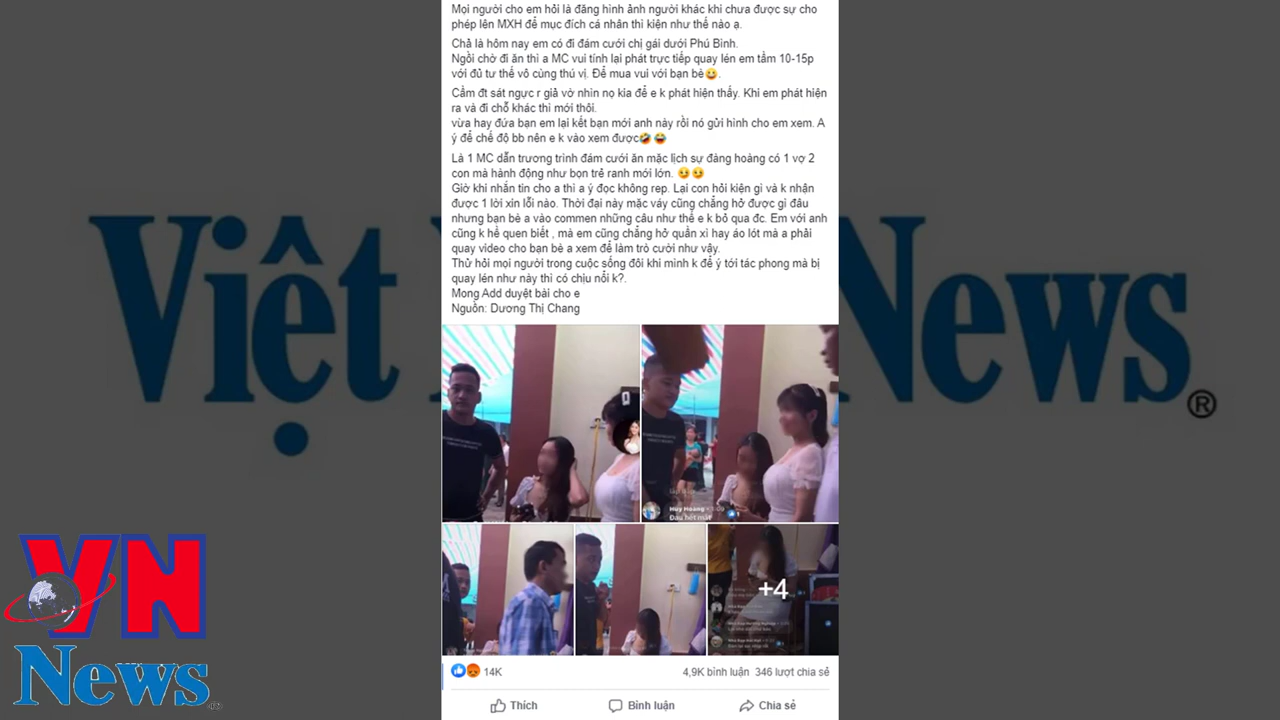 Mọi người cho em hỏi là đăng hình ảnh người khác khi chưa được sự cho
phép lên MXH để mục đích cá nhân thì kiện như thế nào ạ.
Chả là hôm nay em có đi đám cưới chị gái dưới Phú Bình.
Ngồi chờ đi ăn thì a MC vui tính lại phát trực tiếp quay lén em tầm 10-15p
với đủ tư thế vô cùng thú vị. Để mua vui với bạn bè😅.
Cầm đt sát ngực r giả vờ nhìn nọ kia để e k phát hiện thấy. Khi em phát hiện
ra và đi chỗ khác thì mới thôi.
vừa hay đứa bạn em lại kết bạn mới anh này rồi nó gửi hình cho em xem. A
ý để chế độ bb nên e k vào xem được🤣😂
Là 1 MC dẫn trương trình đám cưới ăn mặc lịch sự đàng hoàng có 1 vợ 2
con mà hành động như bọn trẻ ranh mới lớn. 😏😏
Giờ khi nhắn tin cho a thì a ý đọc không rep. Lại con hỏi kiện gì và k nhận
được 1 lời xin lỗi nào. Thời đại này mặc váy cũng chẳng hở được gì đâu
nhưng bạn bè a vào commen những câu như thế e k bỏ qua đc. Em với anh
cũng k hề quen biết , mà em cũng chẳng hở quần xì hay áo lót mà a phải
quay video cho bạn bè a xem để làm trò cười như vậy.
Thử hỏi mọi người trong cuộc sống đôi khi mình k để ý tới tác phong mà bị
quay lén như này thì có chịu nổi k?.
Mong Add duyệt bài cho e
Nguồn: Dương Thị Chang
Việt
News®
Huy Hoàng
Đau hết mắt
+4
14K
4,9K bình luận 346 lượt chia sẻ
Thích
Bình luận
Chia sẻ
VN
News